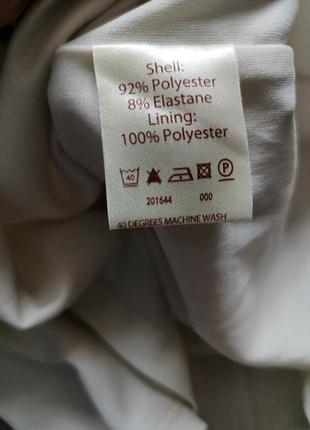 Shell:
92% Polyester
8% Elastane
Lining:
100% Polyester
40 P
201644 000
40 DEGREES MACHINE WASH